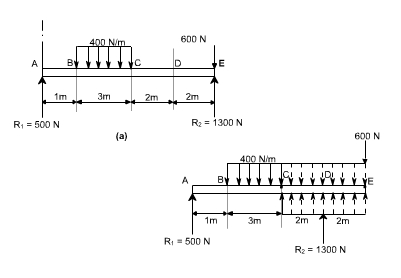 600 N
400 N/m
A B C D E
1m 3m 2m 2m
R₁ = 500 N R₂ = 1300 N
(a)
600 N
400 N/m
A B C D E
1m 3m 2m 2m
R₁ = 500 N R₂ = 1300 N